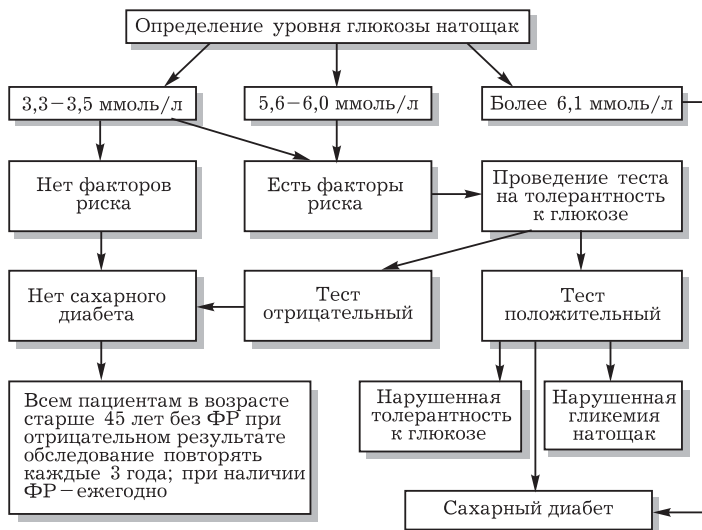 Определение уровня глюкозы натощак
3,3−3,5 ммоль/л
5,6−6,0 ммоль/л
Более 6,1 ммоль/л
Нет факторов
риска
Есть факторы
риска
Проведение теста
на толерантность
к глюкозе
Нет сахарного
диабета
Тест
отрицательный
Тест
положительный
Всем пациентам в возрасте
старше 45 лет без ФР при
отрицательном результате
обследование повторять
каждые 3 года; при наличии
ФР−ежегодно
Нарушенная
толерантность
к глюкозе
Нарушенная
гликемия
натощак
Сахарный диабет